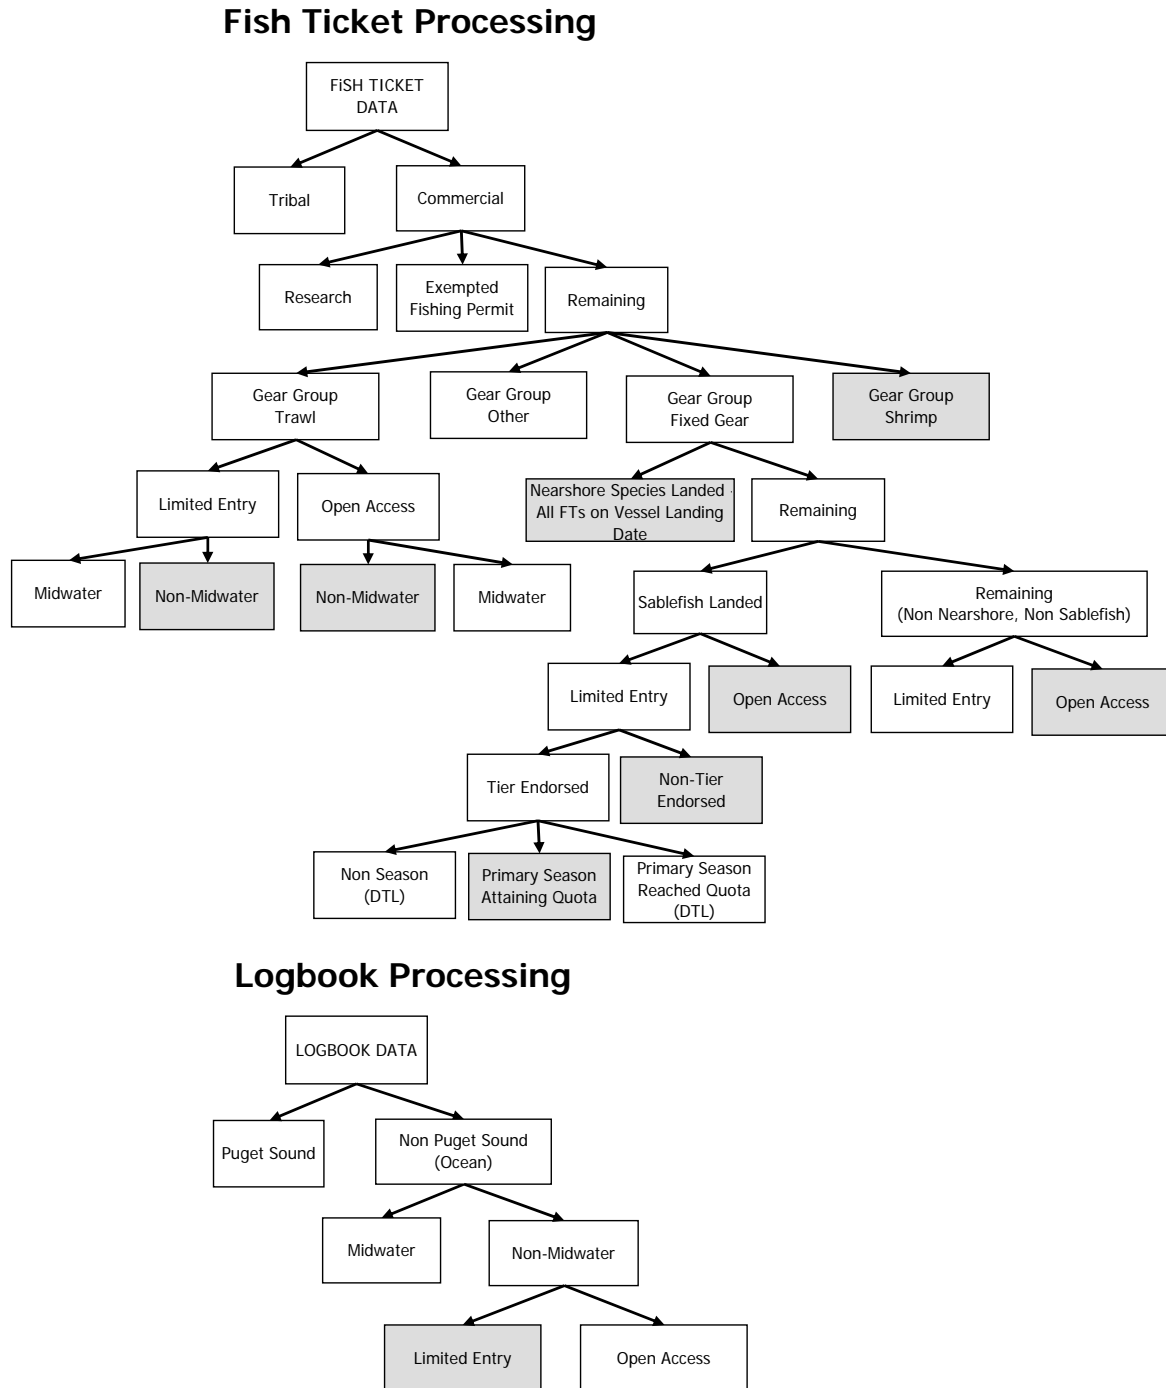 Fish Ticket Processing
FiSH TICKET
DATA
Tribal
Commercial
Research
Exempted
Fishing Permit
Remaining
Gear Group
Trawl
Gear Group
Other
Gear Group
Fixed Gear
Gear Group
Shrimp
Limited Entry
Open Access
Nearshore Species Landed -
All FTs on Vessel Landing
Date
Remaining
Midwater
Non-Midwater
Non-Midwater
Midwater
Sablefish Landed
Remaining
(Non Nearshore, Non Sablefish)
Limited Entry
Open Access
Limited Entry
Open Access
Tier Endorsed
Non-Tier
Endorsed
Non Season
(DTL)
Primary Season
Attaining Quota
Primary Season
Reached Quota
(DTL)
Logbook Processing
LOGBOOK DATA
Puget Sound
Non Puget Sound
(Ocean)
Midwater
Non-Midwater
Limited Entry
Open Access